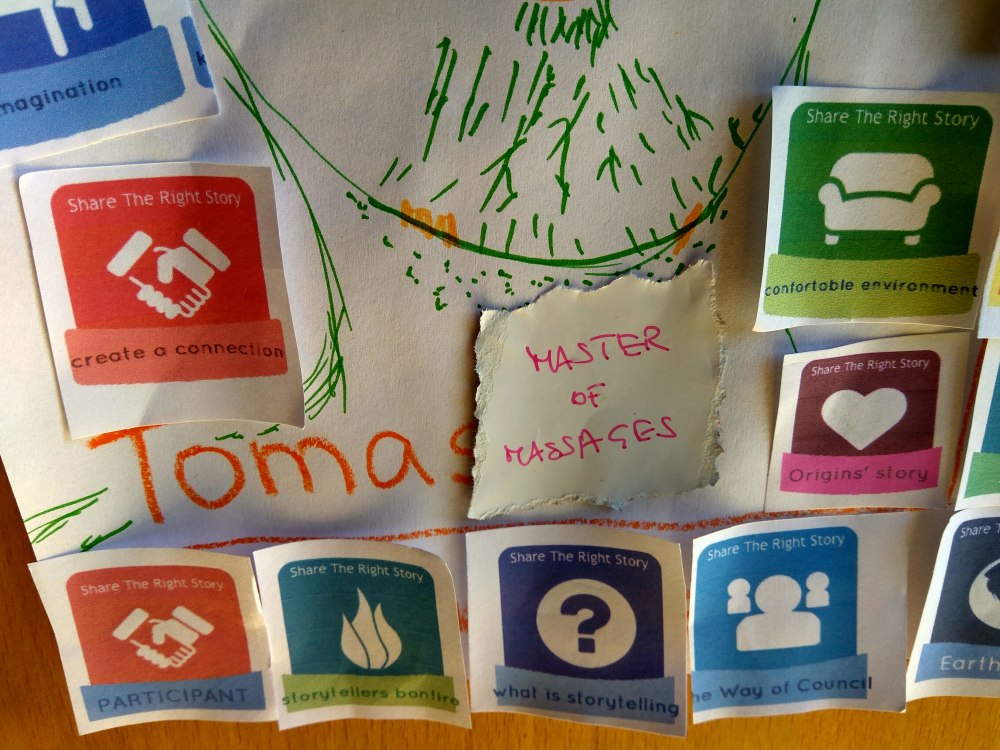 magination
k
Share The Right Story
create a connection
Share The Right Story
confortable environment
MASTER
OF
MASSAGES
Share The Right Story
Origins' story
Tomas
Share The Right Story
PARTICIPANT
Share The Right Story
storytellers bonfire
Share The Right Story
what is storytelling
Share The Right Story
he Way of Council
Share T
Earth